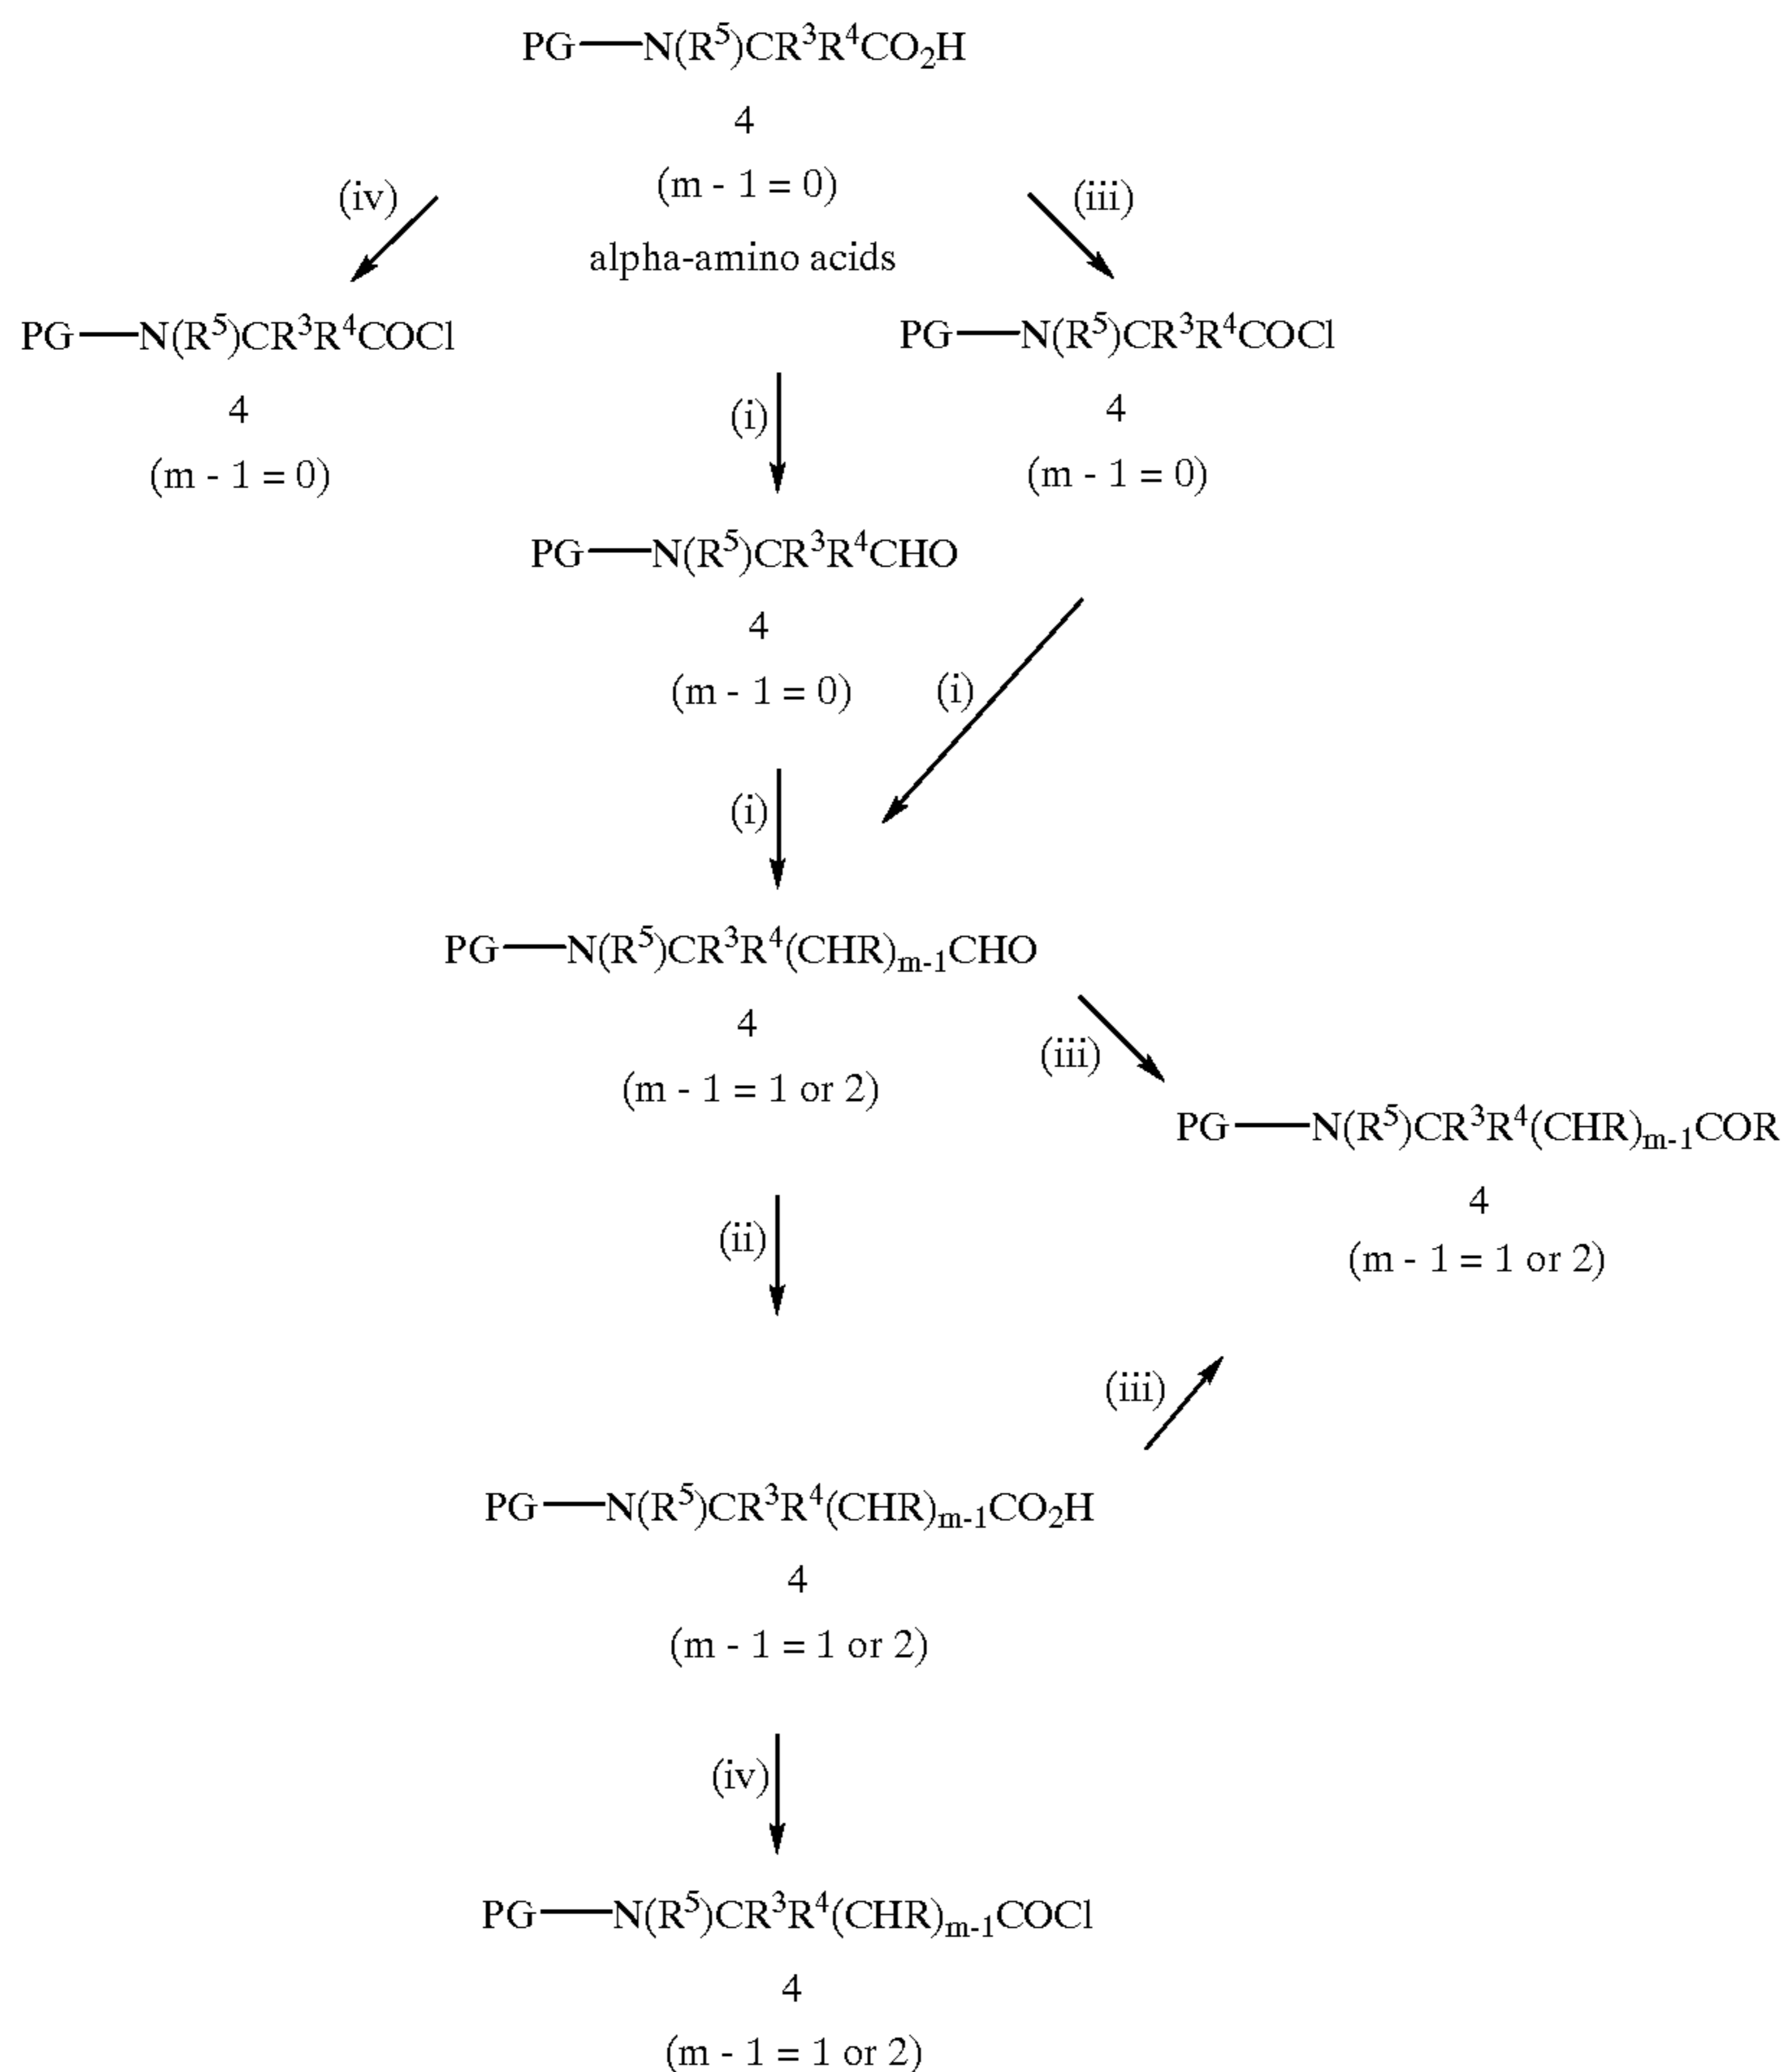 PG—N(R⁵)CR³R⁴CO₂H
4
(m - 1 = 0)
alpha-amino acids
(iv)
(iii)
PG—N(R⁵)CR³R⁴COCl
4
(m - 1 = 0)
PG—N(R⁵)CR³R⁴COCl
4
(m - 1 = 0)
(i)
PG—N(R⁵)CR³R⁴CHO
4
(m - 1 = 0)
(i)
(i)
PG—N(R⁵)CR³R⁴(CHR)ₘ₋₁CHO
4
(m - 1 = 1 or 2)
(iii)
PG—N(R⁵)CR³R⁴(CHR)ₘ₋₁COR
4
(m - 1 = 1 or 2)
(ii)
(iii)
PG—N(R⁵)CR³R⁴(CHR)ₘ₋₁CO₂H
4
(m - 1 = 1 or 2)
(iv)
PG—N(R⁵)CR³R⁴(CHR)ₘ₋₁COCl
4
(m - 1 = 1 or 2)